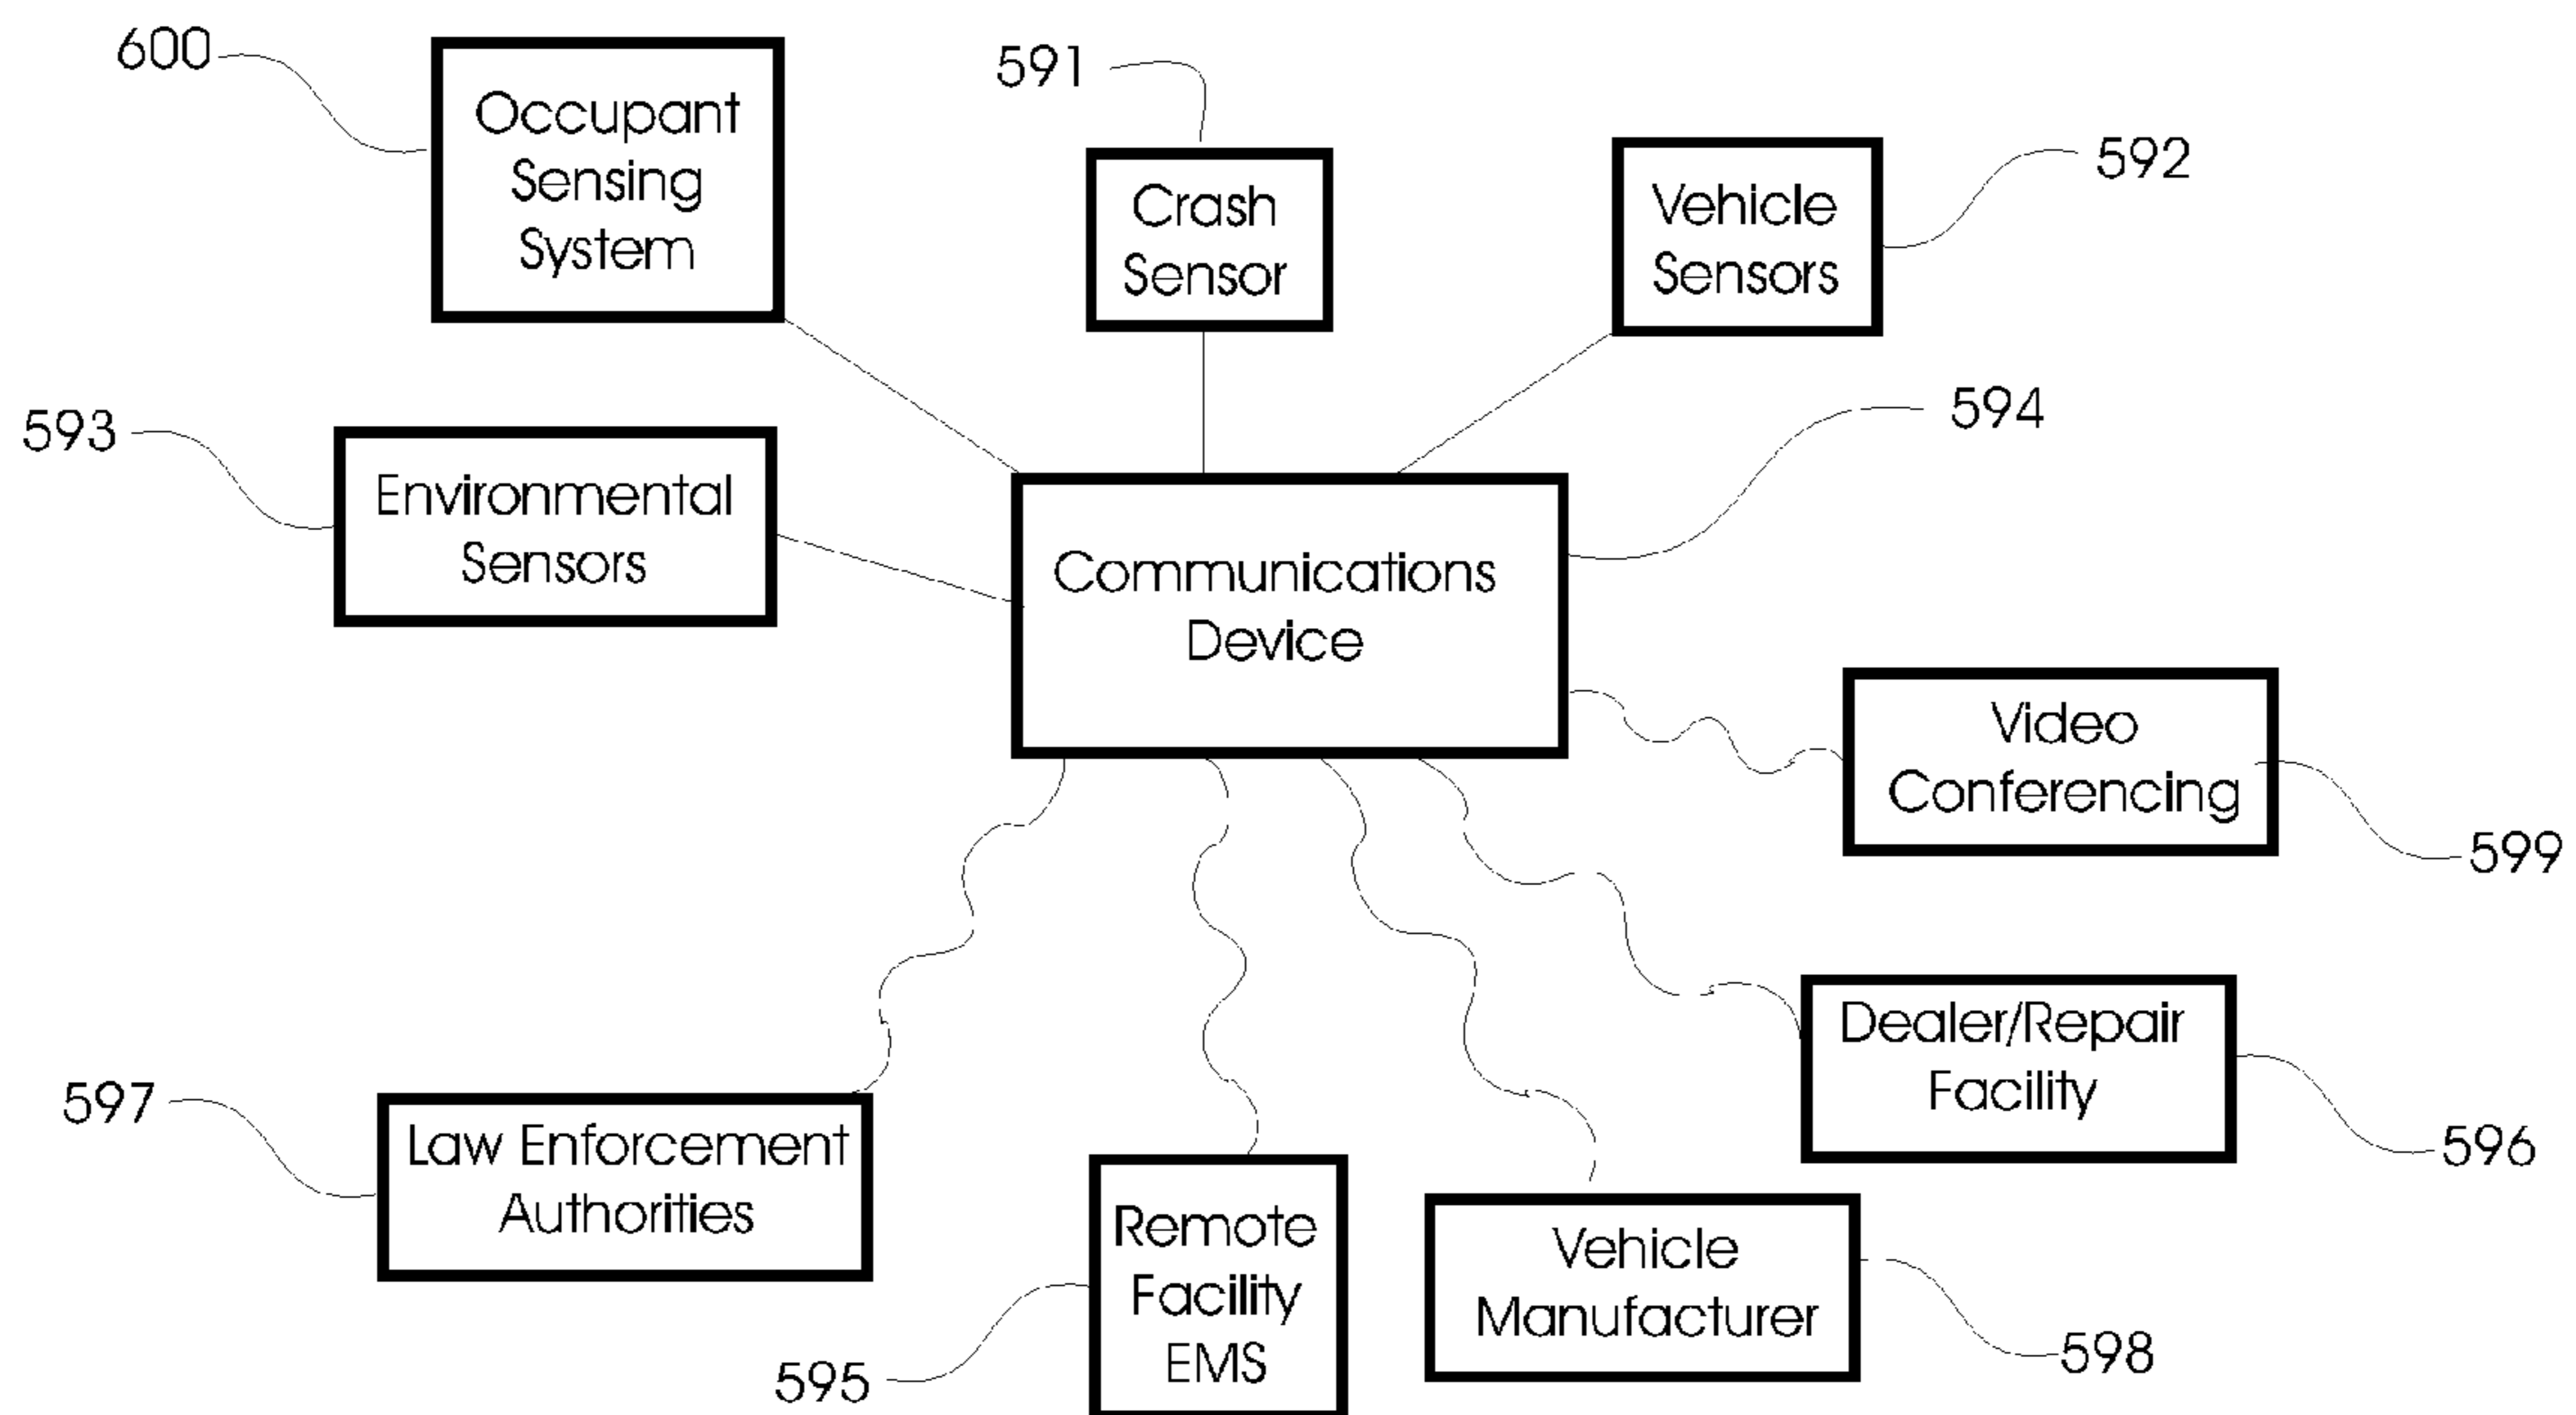 600
Occupant
Sensing
System
591
Crash
Sensor
Vehicle
Sensors
592
593
Environmental
Sensors
594
Communications
Device
Video
Conferencing
599
Dealer/Repair
Facility
596
597
Law Enforcement
Authorities
595
Remote
Facility
EMS
Vehicle
Manufacturer
598